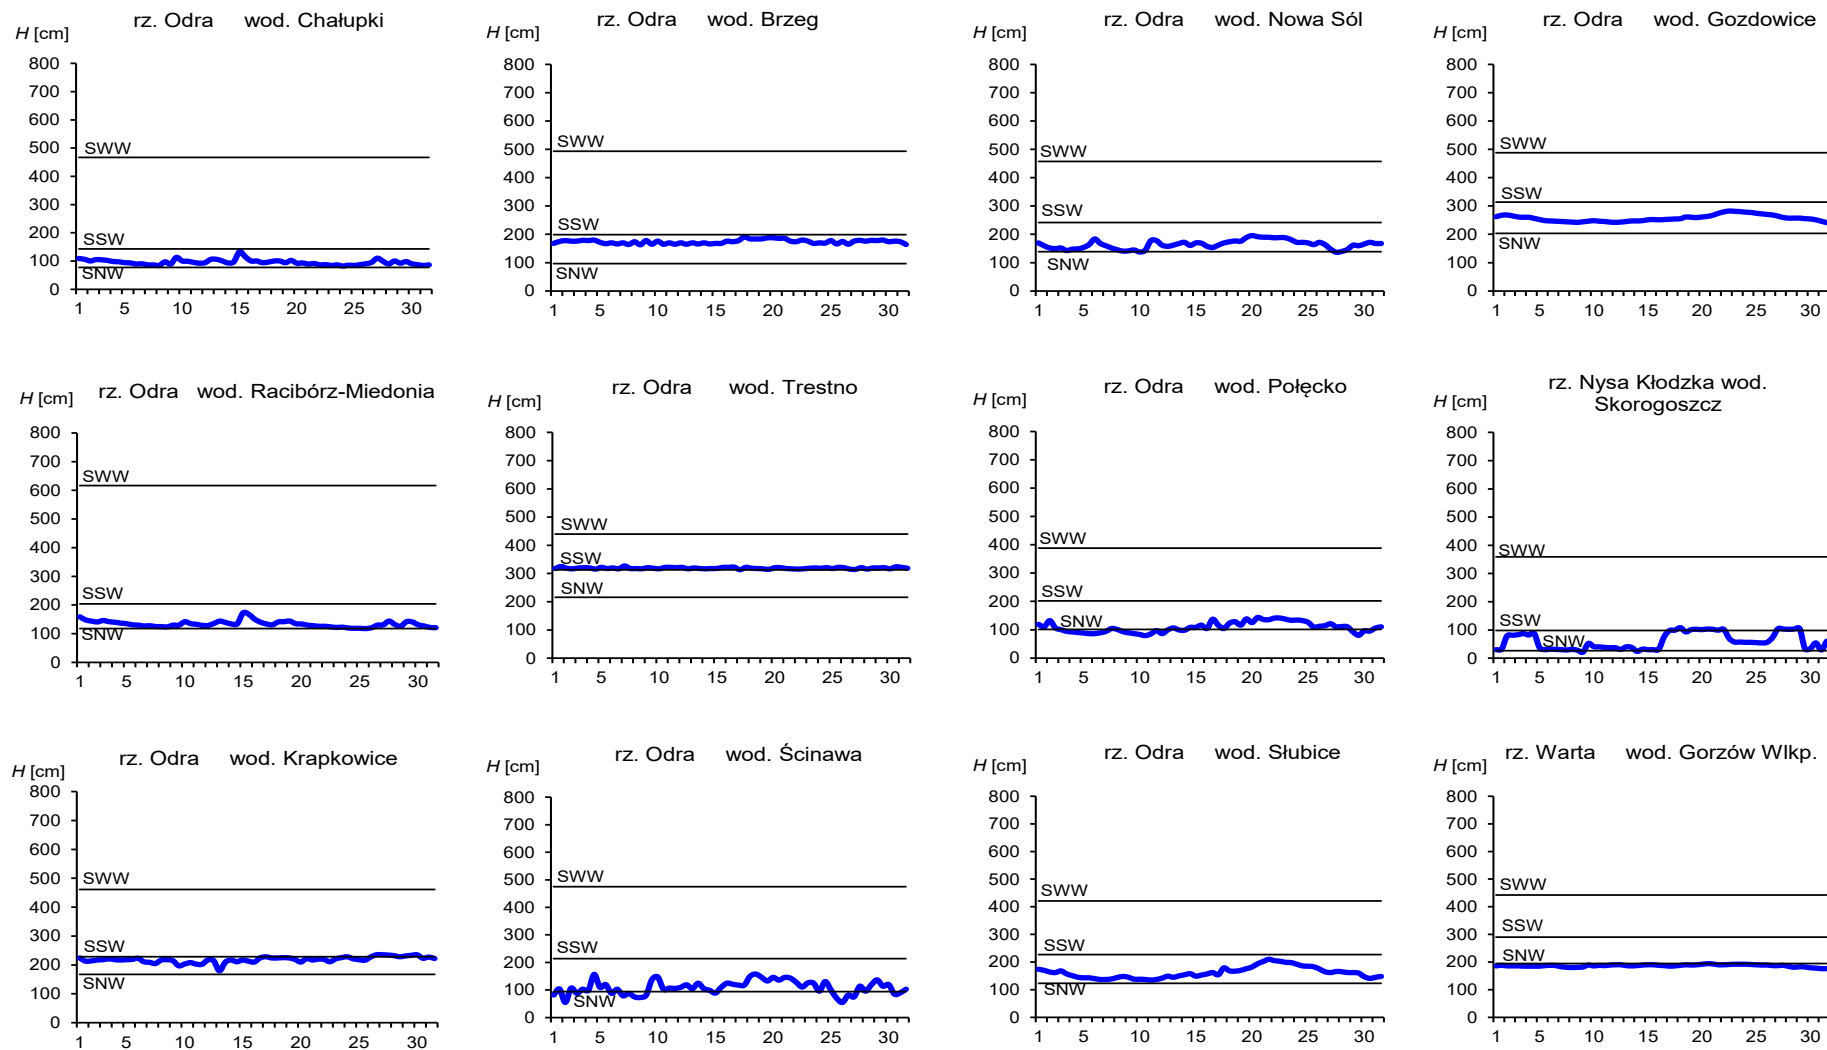 rz. Odra wod. Chałupki
H [cm]
800
700
600
500
400
300
200
100
0
SWW
SSW
SNW
1 5 10 15 20 25 30
rz. Odra wod. Brzeg
H [cm]
800
700
600
500
400
300
200
100
0
SWW
SSW
SNW
1 5 10 15 20 25 30
rz. Odra wod. Nowa Sól
H [cm]
800
700
600
500
400
300
200
100
0
SWW
SSW
SNW
1 5 10 15 20 25 30
rz. Odra wod. Gozdowice
H [cm]
800
700
600
500
400
300
200
100
0
SWW
SSW
SNW
1 5 10 15 20 25 30
rz. Odra wod. Racibórz-Miedonia
H [cm]
800
700
600
500
400
300
200
100
0
SWW
SSW
SNW
1 5 10 15 20 25 30
rz. Odra wod. Trestno
H [cm]
800
700
600
500
400
300
200
100
0
SWW
SSW
SNW
1 5 10 15 20 25 30
rz. Odra wod. Połęcko
H [cm]
800
700
600
500
400
300
200
100
0
SWW
SSW
SNW
1 5 10 15 20 25 30
rz. Nysa Kłodzka wod.
Skorogoszcz
H [cm]
800
700
600
500
400
300
200
100
0
SWW
SSW
SNW
1 5 10 15 20 25 30
rz. Odra wod. Krapkowice
H [cm]
800
700
600
500
400
300
200
100
0
SWW
SSW
SNW
1 5 10 15 20 25 30
rz. Odra wod. Ścinawa
H [cm]
800
700
600
500
400
300
200
100
0
SWW
SSW
SNW
1 5 10 15 20 25 30
rz. Odra wod. Słubice
H [cm]
800
700
600
500
400
300
200
100
0
SWW
SSW
SNW
1 5 10 15 20 25 30
rz. Warta wod. Gorzów Wlkp.
H [cm]
800
700
600
500
400
300
200
100
0
SWW
SSW
SNW
1 5 10 15 20 25 30